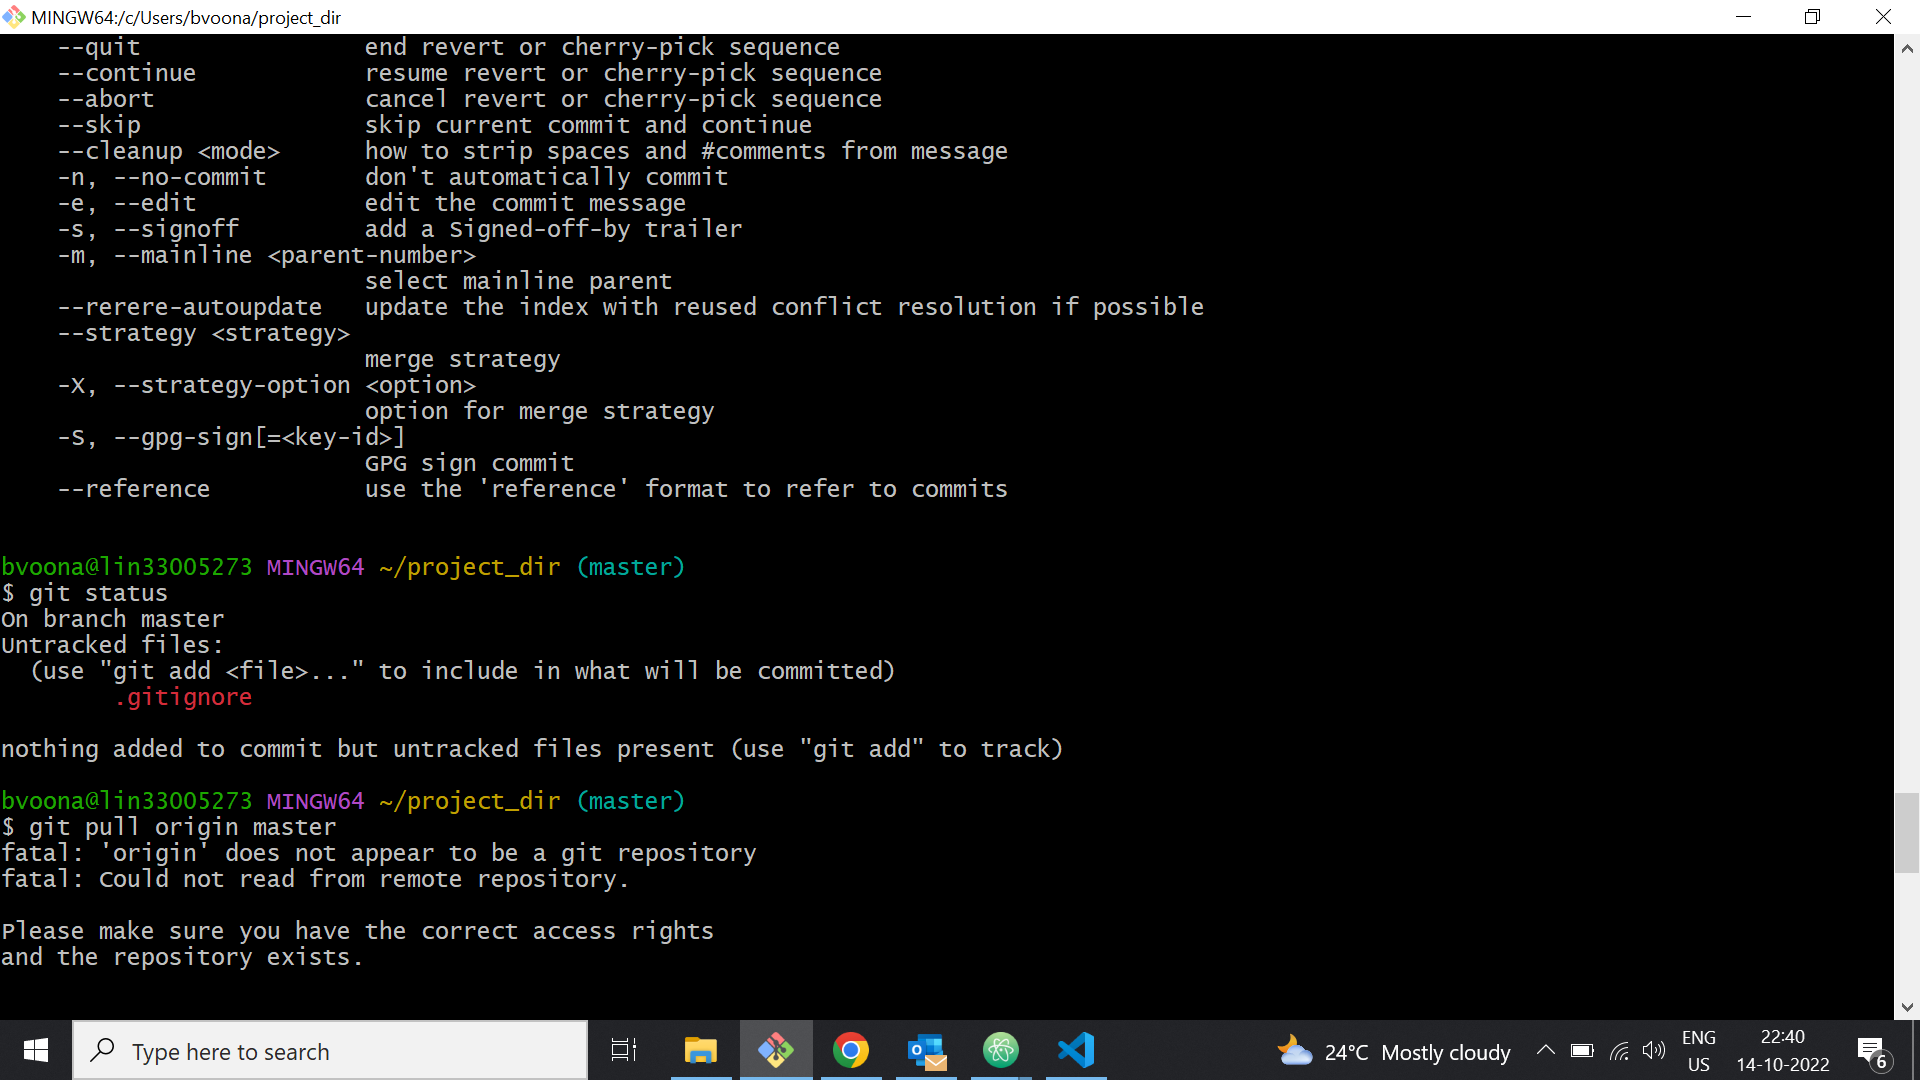 MINGW64:/c/Users/bvoona/project_dir
--quit end revert or cherry-pick sequence
--continue resume revert or cherry-pick sequence
--abort cancel revert or cherry-pick sequence
--skip skip current commit and continue
--cleanup <mode> how to strip spaces and #comments from message
-n, --no-commit don't automatically commit
-e, --edit edit the commit message
-s, --signoff add a Signed-off-by trailer
-m, --mainline <parent-number>
select mainline parent
--rerere-autoupdate update the index with reused conflict resolution if possible
--strategy <strategy>
merge strategy
-X, --strategy-option <option>
option for merge strategy
-S, --gpg-sign[=<key-id>]
GPG sign commit
--reference use the 'reference' format to refer to commits
bvoona@lin33005273 MINGW64 ~/project_dir (master)
$ git status
On branch master
Untracked files:
(use "git add <file>..." to include in what will be committed)
.gitignore
nothing added to commit but untracked files present (use "git add" to track)
bvoona@lin33005273 MINGW64 ~/project_dir (master)
$ git pull origin master
fatal: 'origin' does not appear to be a git repository
fatal: Could not read from remote repository.
Please make sure you have the correct access rights
and the repository exists.
Type here to search
24°C Mostly cloudy
ENG
US
22:40
14-10-2022
6